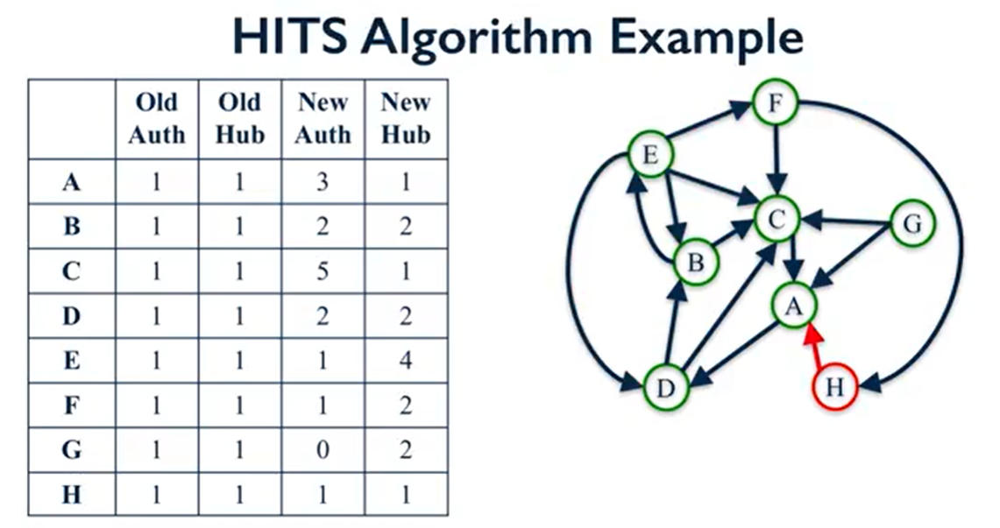 HITS Algorithm Example
Old Auth Old Hub New Auth New Hub
A 1 1 3 1
B 1 1 2 2
C 1 1 5 1
D 1 1 2 2
E 1 1 1 4
F 1 1 1 2
G 1 1 0 2
H 1 1 1 1
F
E
C
G
B
A
D
H